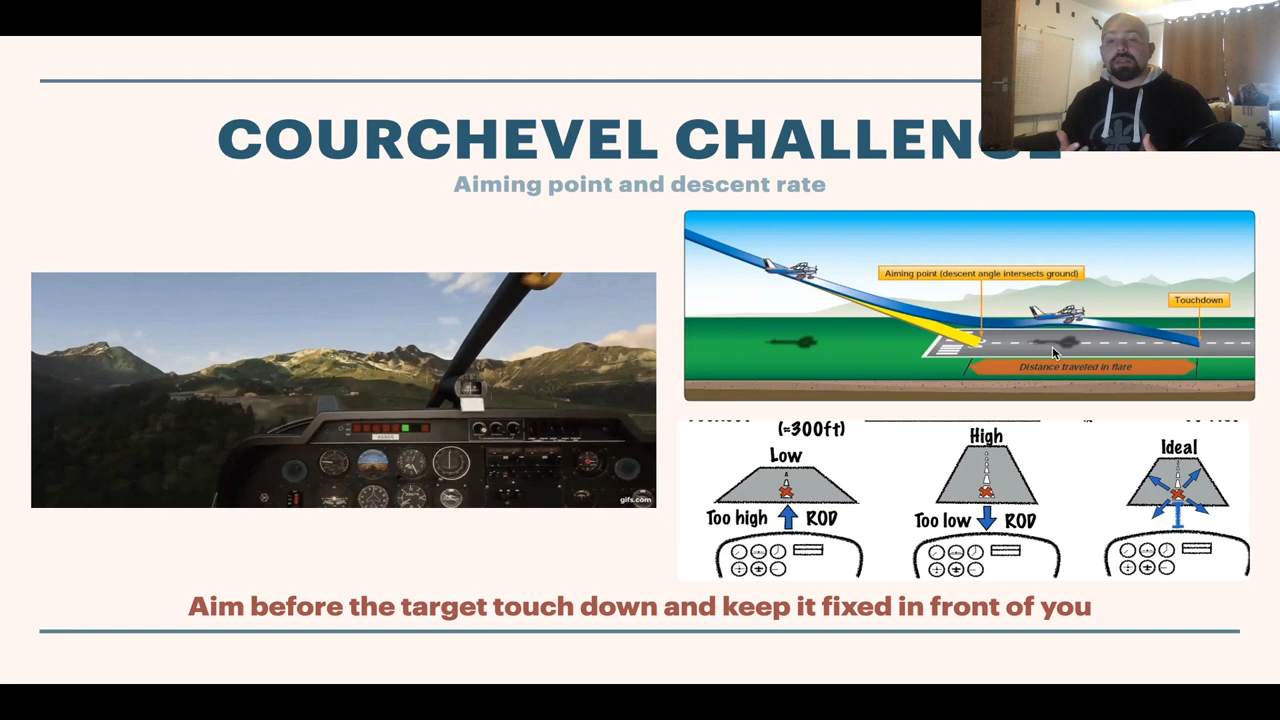 COURCHEVEL CHALLENGE
Aiming point and descent rate
Aiming point (descent angle intersects ground)
Touchdown
Distance traveled in flare
gifs.com
(≈300ft)
Low
High
Ideal
Too high ROD
Too low ROD
Aim before the target touch down and keep it fixed in front of you